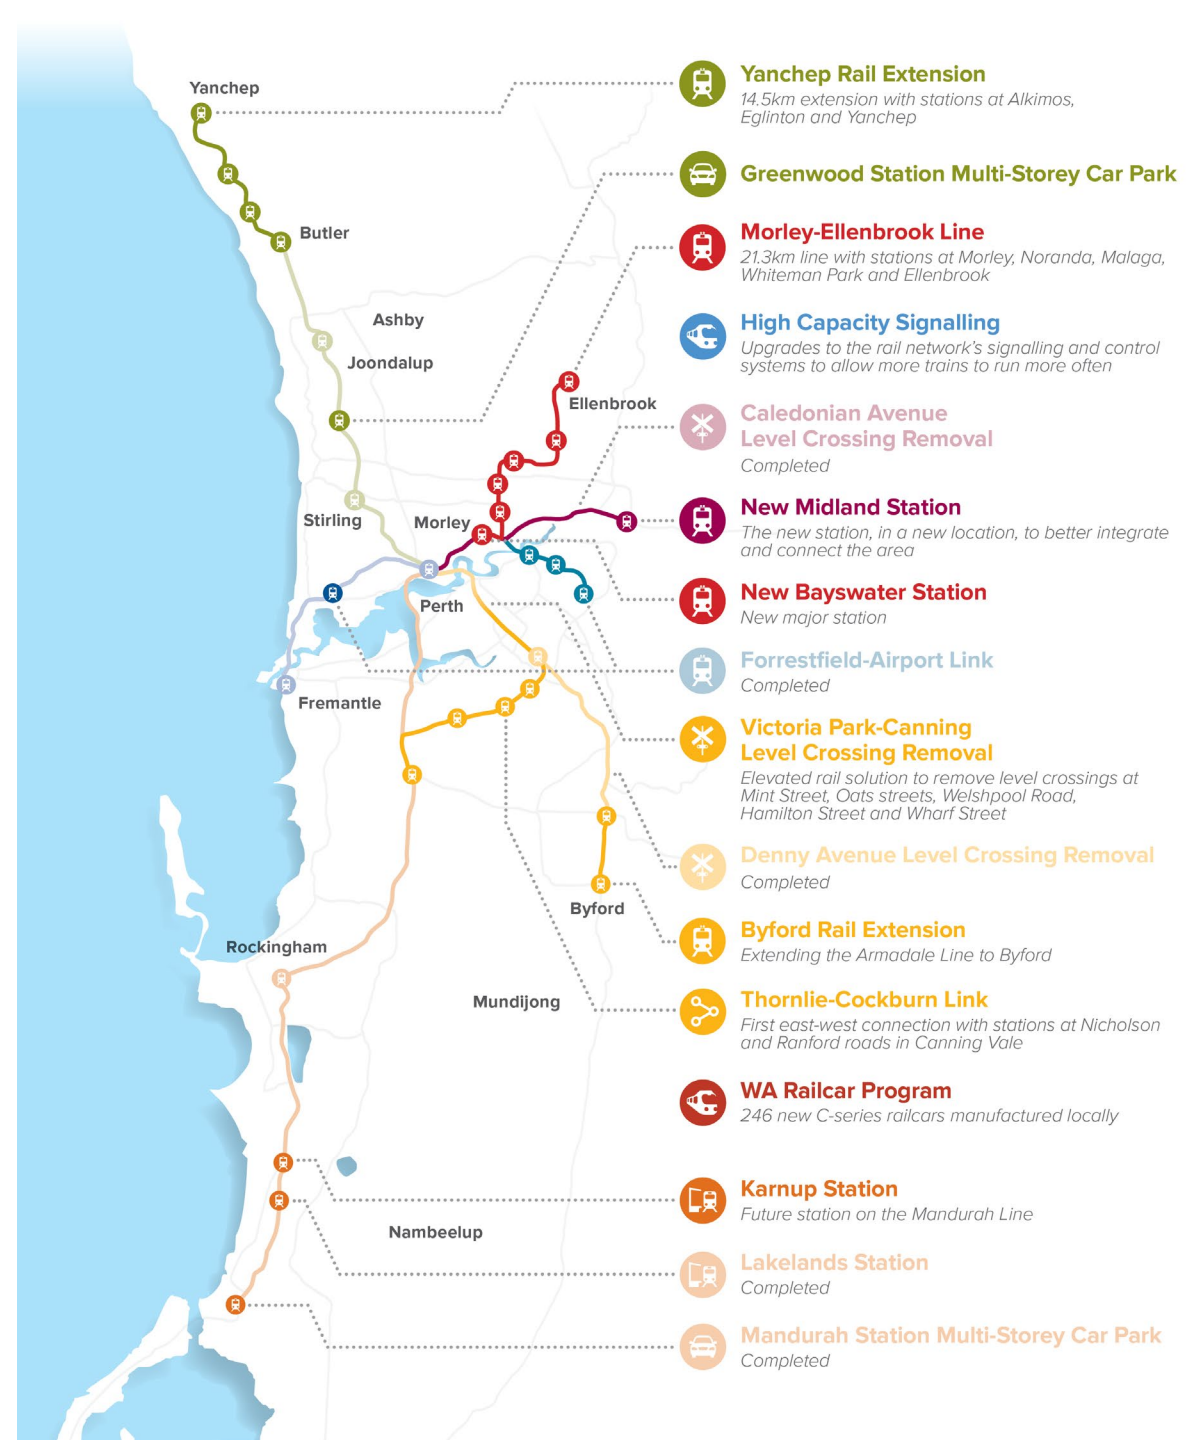 Yanchep
Butler
Ashby
Joondalup
Ellenbrook
Stirling
Morley
Perth
Fremantle
Byford
Rockingham
Mundijong
Nambeelup
Yanchep Rail Extension
14.5km extension with stations at Alkimos,
Eglinton and Yanchep
Greenwood Station Multi-Storey Car Park
Morley-Ellenbrook Line
21.3km line with stations at Morley, Noranda, Malaga,
Whiteman Park and Ellenbrook
High Capacity Signalling
Upgrades to the rail network's signalling and control
systems to allow more trains to run more often
Caledonian Avenue
Level Crossing Removal
Completed
New Midland Station
The new station, in a new location, to better integrate
and connect the area
New Bayswater Station
New major station
Forrestfield-Airport Link
Completed
Victoria Park-Canning
Level Crossing Removal
Elevated rail solution to remove level crossings at
Mint Street, Oats streets, Welshpool Road,
Hamilton Street and Wharf Street
Denny Avenue Level Crossing Removal
Completed
Byford Rail Extension
Extending the Armadale Line to Byford
Thornlie-Cockburn Link
First east-west connection with stations at Nicholson
and Ranford roads in Canning Vale
WA Railcar Program
246 new C-series railcars manufactured locally
Karnup Station
Future station on the Mandurah Line
Lakelands Station
Completed
Mandurah Station Multi-Storey Car Park
Completed